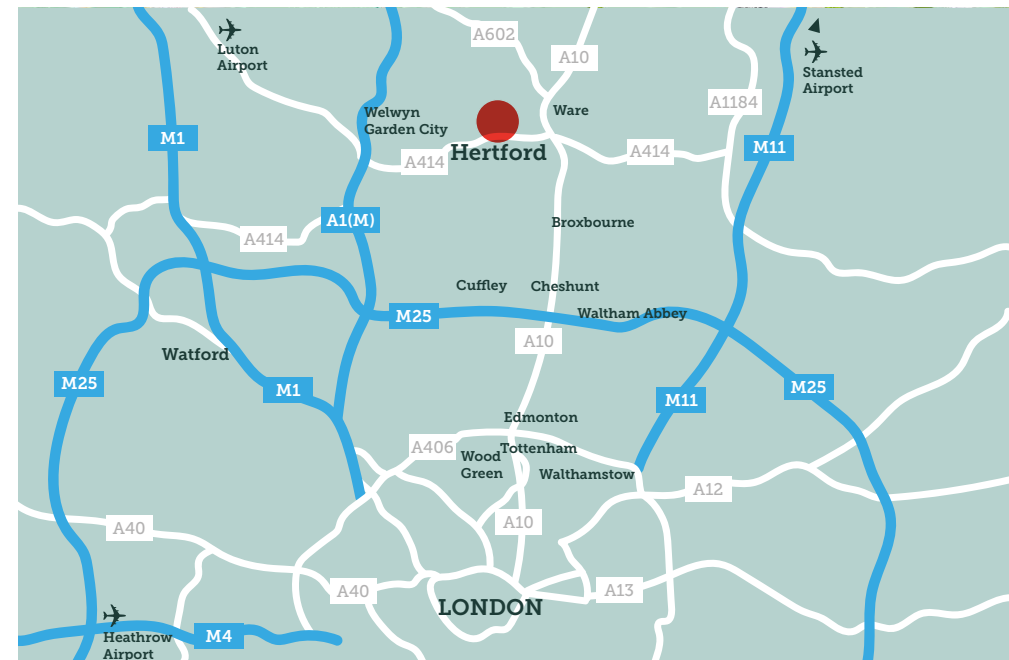 A602
Luton
Airport
A10
Stansted
Airport
A1184
Ware
Welwyn
Garden City
M1
M11
Hertford
A414
A414
A1(M)
Broxbourne
A414
Cuffley
Cheshunt
M25
Waltham Abbey
A10
Watford
M25
M1
M25
M11
Edmonton
A406
Tottenham
Wood
Green
Walthamstow
A12
A10
A40
A40
A13
LONDON
M4
Heathrow
Airport